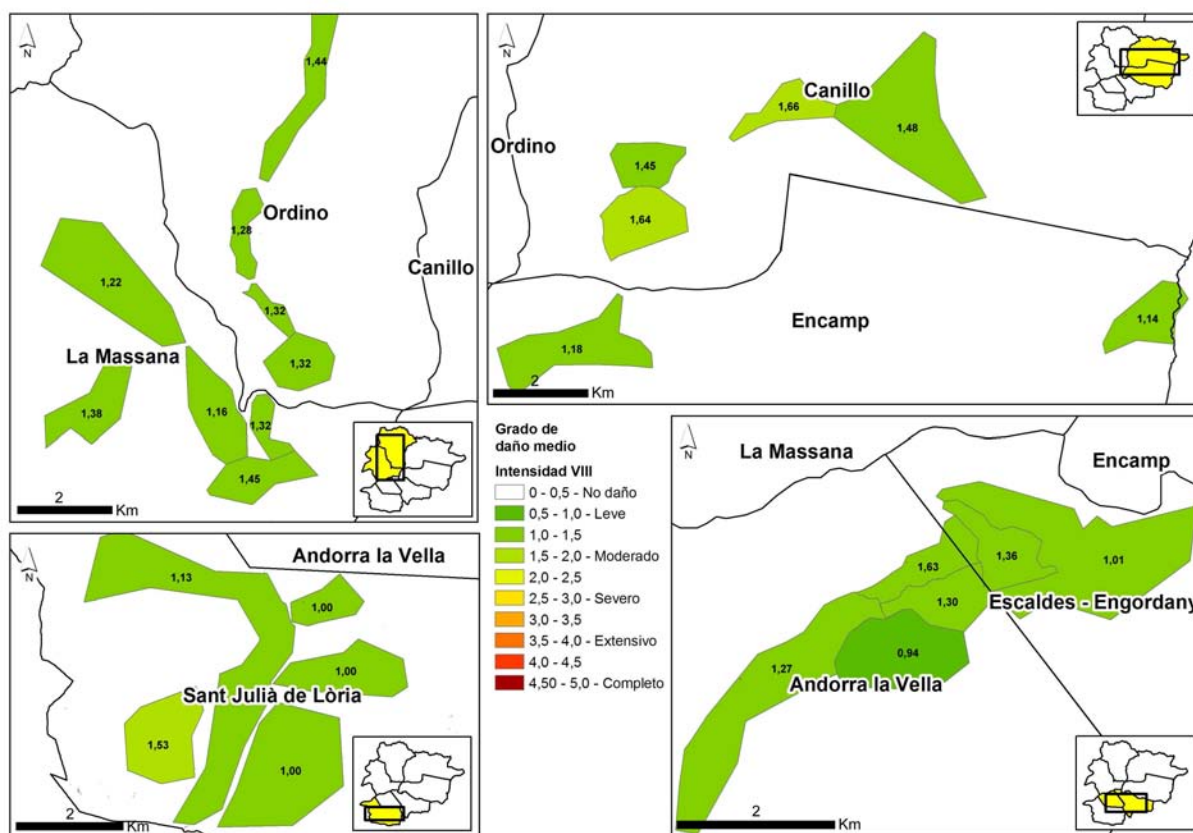 N
1,44
Ordino
1,28
Canillo
1,22
1,32
La Massana
1,32
1,38
1,16
1,32
1,45
2
Km
N
Canillo
1,66
1,48
Ordino
1,45
1,64
Encamp
1,14
1,18
2
Km
Grado de
daño medio
Intensidad VIII
0 - 0,5 - No daño
0,5 - 1,0 - Leve
1,0 - 1,5
1,5 - 2,0 - Moderado
2,0 - 2,5
2,5 - 3,0 - Severo
3,0 - 3,5
3,5 - 4,0 - Extensivo
4,0 - 4,5
4,50 - 5,0 - Completo
N
Andorra la Vella
1,13
1,00
1,00
Sant Julià de Lòria
1,53
1,00
2
Km
N
La Massana
Encamp
1,63
1,36
1,01
1,30
Escaldes - Engordany
0,94
1,27
Andorra la Vella
2
Km